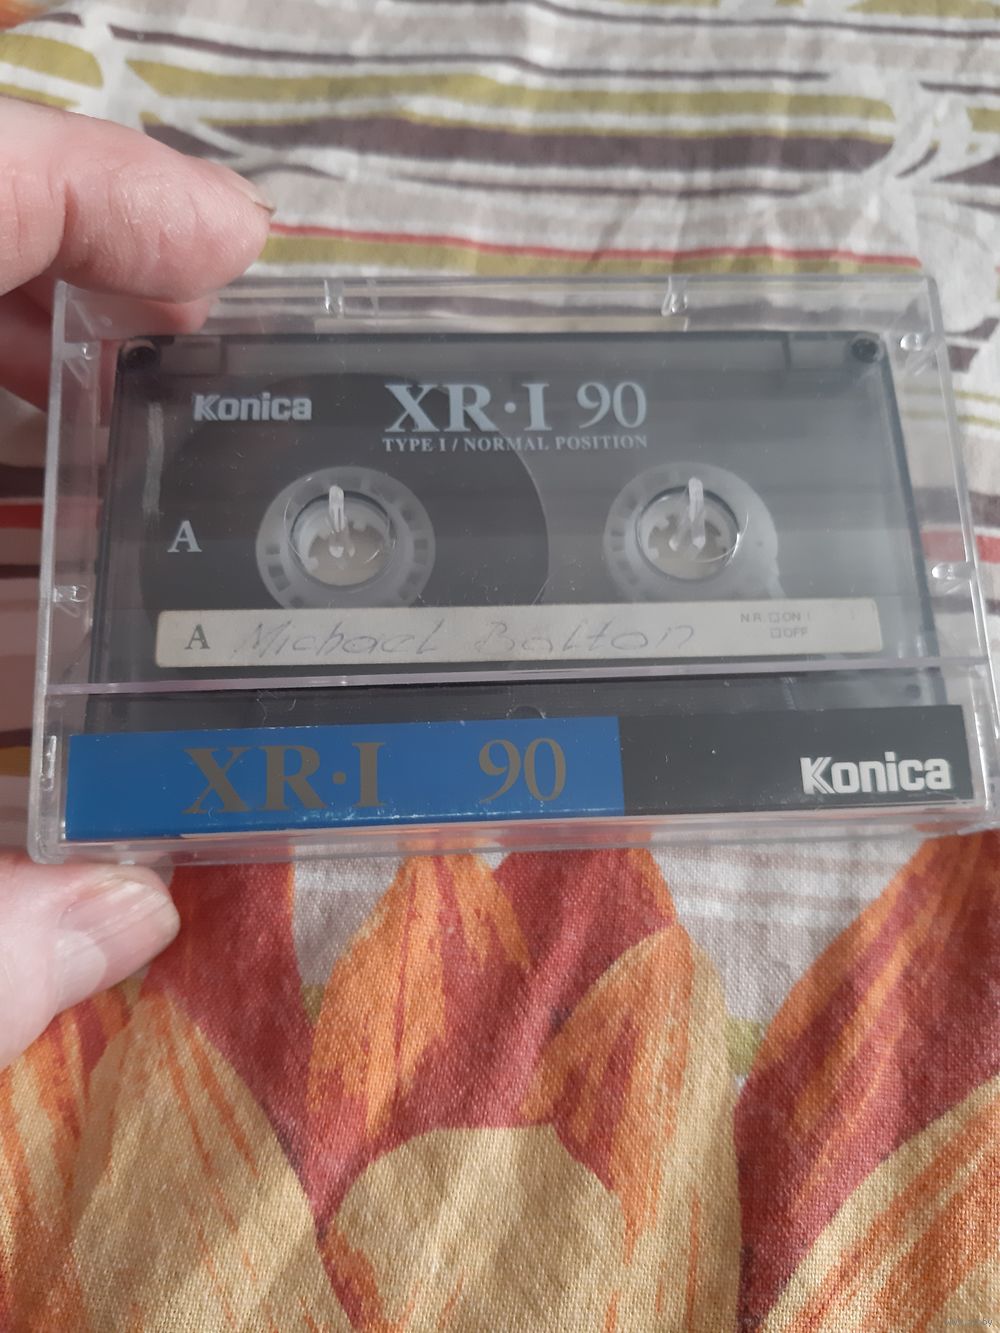 Konica
XR·I 90
TYPE I / NORMAL POSITION
A
A Michael Bolton
N.R. ☐ ON
☐ OFF
XR·I 90
Konica